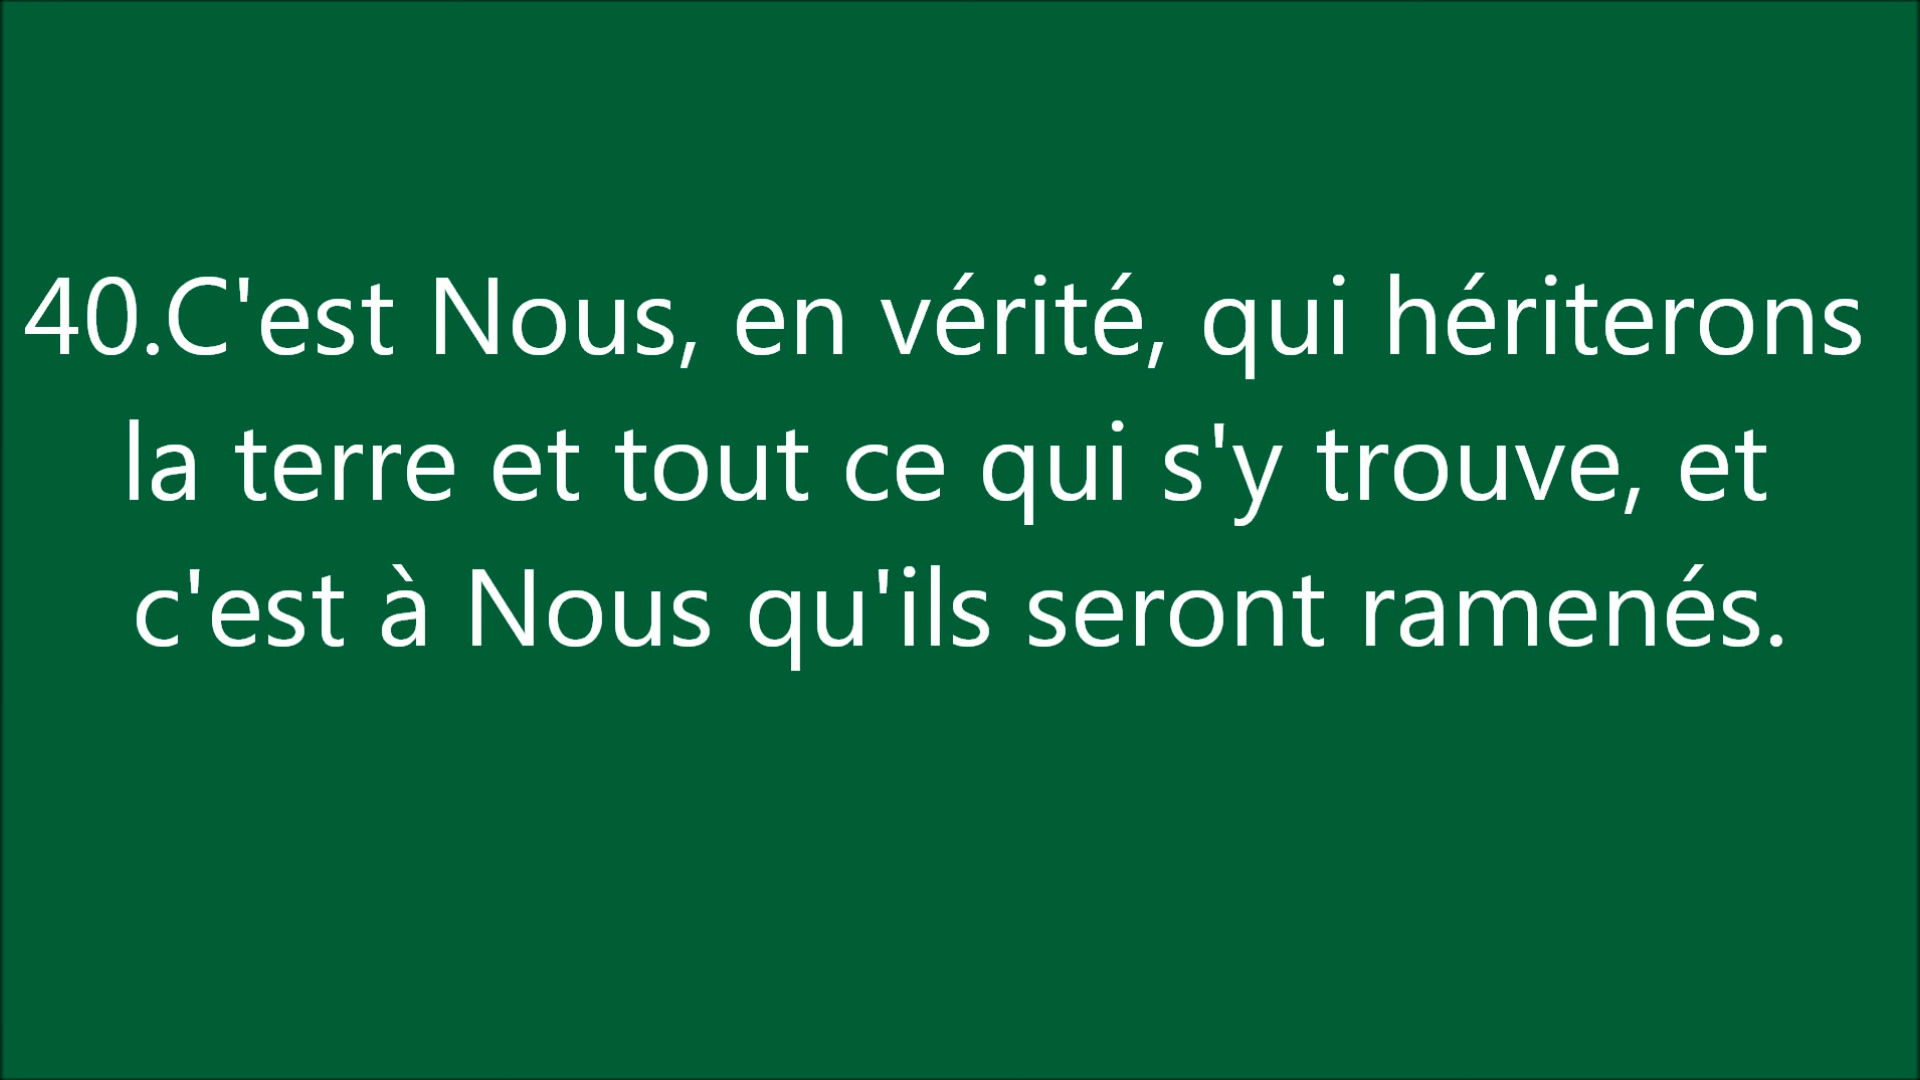 40.C'est Nous, en vérité, qui hériterons
la terre et tout ce qui s'y trouve, et
c'est à Nous qu'ils seront ramenés.